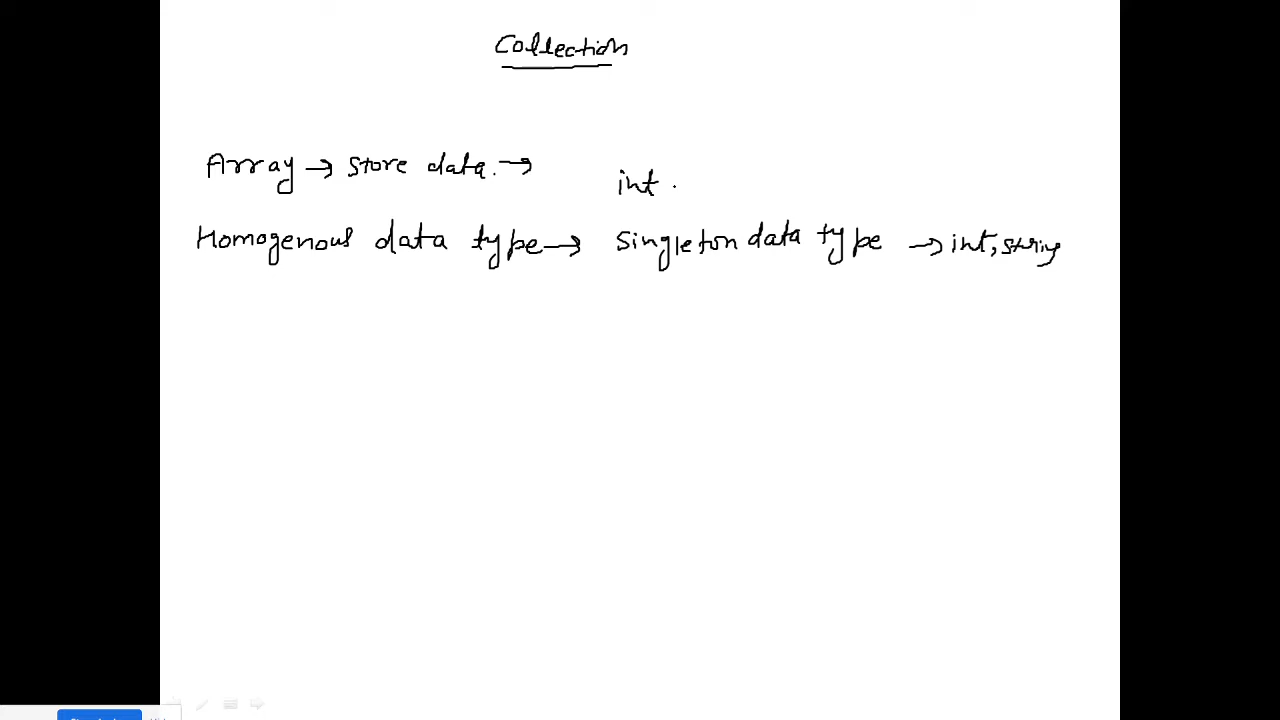 Collection
Array → Store data. →
int .
Homogenous data type → Singleton data type → int, string